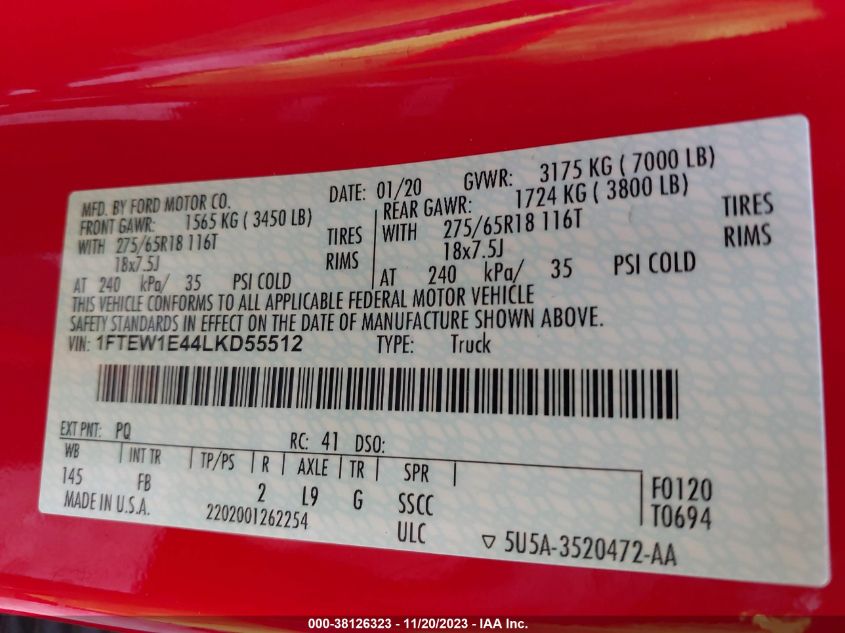 MFD. BY FORD MOTOR CO. DATE: 01/20 GVWR: 3175 KG ( 7000 LB)
FRONT GAWR: 1565 KG ( 3450 LB) REAR GAWR: 1724 KG ( 3800 LB)
WITH 275/65R18 116T TIRES WITH 275/65R18 116T TIRES
18x7.5J RIMS 18x7.5J RIMS
AT 240 kPa/ 35 PSI COLD AT 240 kPa/ 35 PSI COLD
THIS VEHICLE CONFORMS TO ALL APPLICABLE FEDERAL MOTOR VEHICLE
SAFETY STANDARDS IN EFFECT ON THE DATE OF MANUFACTURE SHOWN ABOVE.
VIN: 1FTEW1E44LKD55512 TYPE: Truck
EXT PNT: PQ RC: 41 DSO:
WB INT TR TP/PS R AXLE TR SPR
145 FB 2 L9 G SSCC F0120
MADE IN U.S.A. 2202001262254 ULC T0694
5U5A-3520472-AA
000-38126323 - 11/20/2023 - IAA Inc.